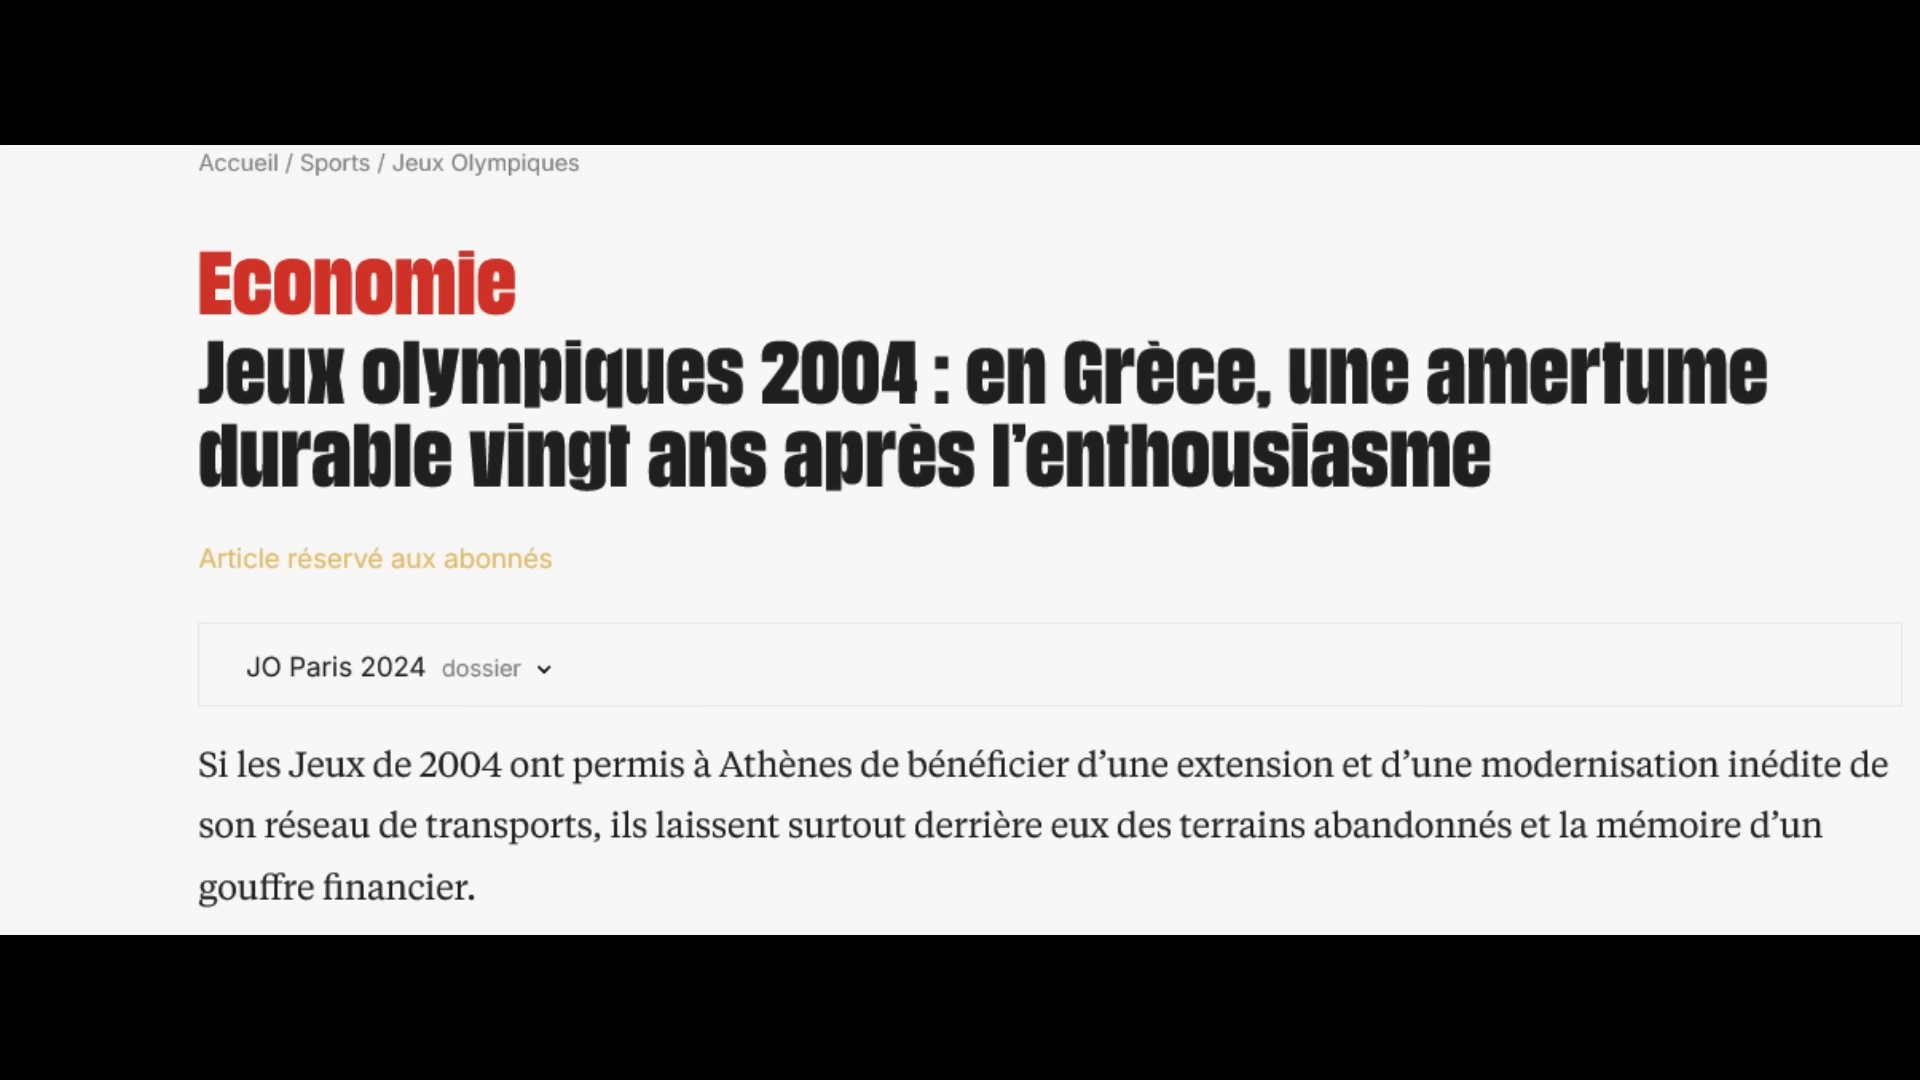 Accueil / Sports / Jeux Olympiques
Economie
Jeux olympiques 2004 : en Grèce, une amertume
durable vingt ans après l’enthousiasme
Article réservé aux abonnés
JO Paris 2024 dossier
Si les Jeux de 2004 ont permis à Athènes de bénéficier d’une extension et d’une modernisation inédite de
son réseau de transports, ils laissent surtout derrière eux des terrains abandonnés et la mémoire d’un
gouffre financier.